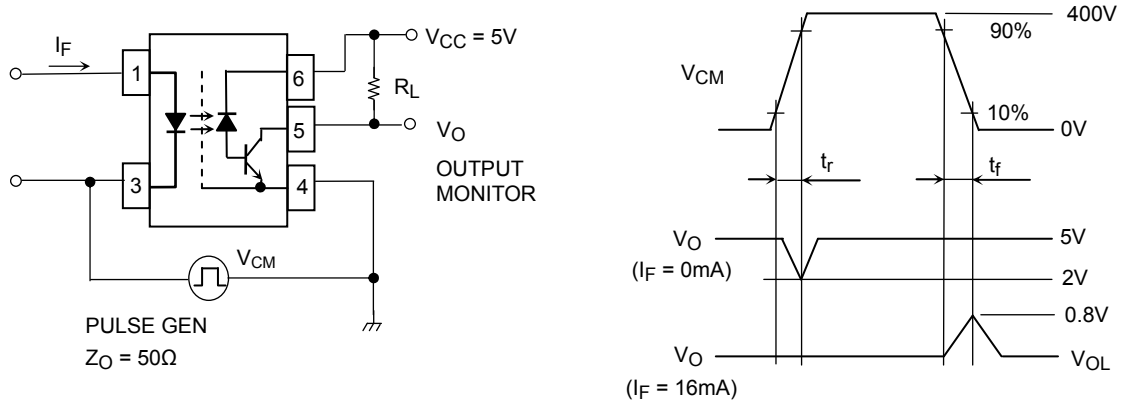 I_F
1
3
6
5
4
V_CC = 5V
R_L
V_O
OUTPUT
MONITOR
V_CM
PULSE GEN
Z_O = 50Ω
V_CM
400V
90%
10%
0V
t_r
t_f
V_O
(I_F = 0mA)
5V
2V
0.8V
V_O
(I_F = 16mA)
V_OL